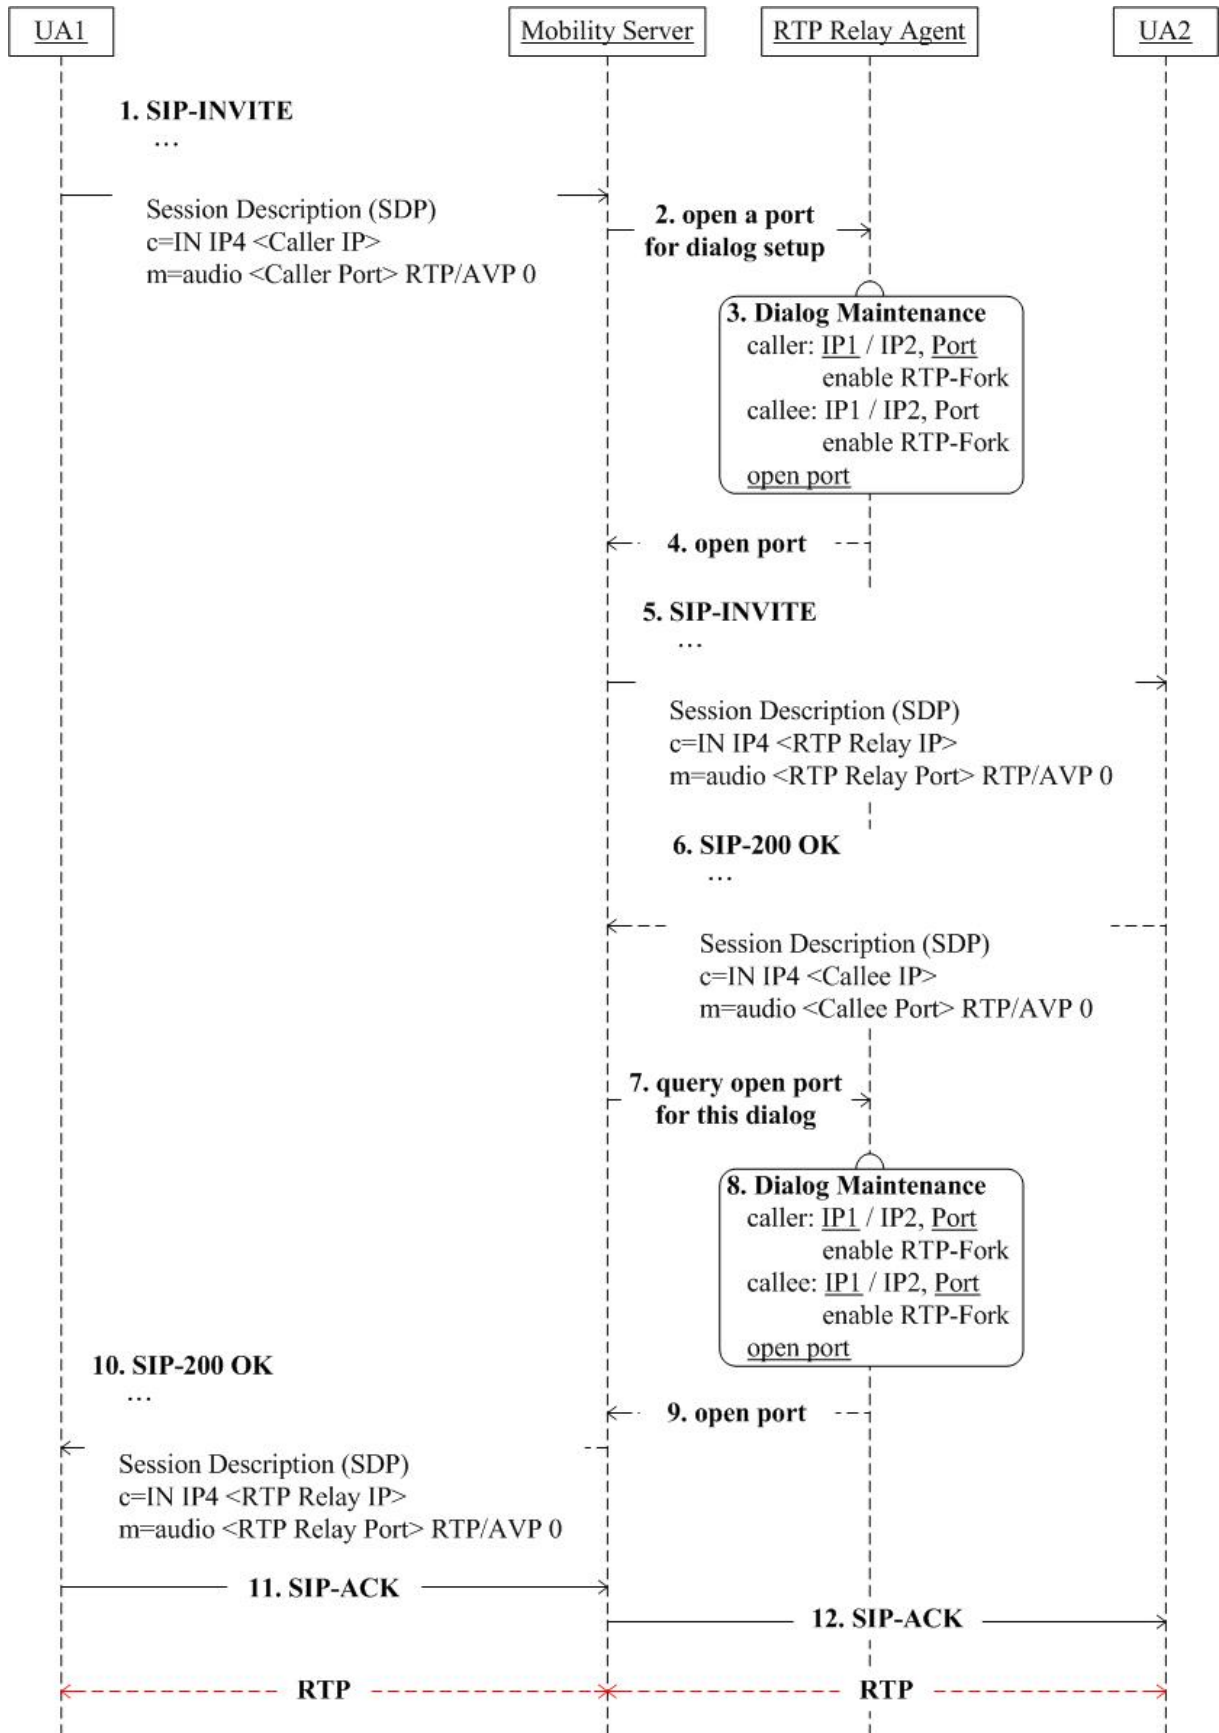 UA1
Mobility Server
RTP Relay Agent
UA2
1. SIP-INVITE
...
Session Description (SDP)
c=IN IP4 <Caller IP>
m=audio <Caller Port> RTP/AVP 0
2. open a port
for dialog setup
3. Dialog Maintenance
caller: IP1 / IP2, Port
enable RTP-Fork
callee: IP1 / IP2, Port
enable RTP-Fork
open port
4. open port
5. SIP-INVITE
...
Session Description (SDP)
c=IN IP4 <RTP Relay IP>
m=audio <RTP Relay Port> RTP/AVP 0
6. SIP-200 OK
...
Session Description (SDP)
c=IN IP4 <Callee IP>
m=audio <Callee Port> RTP/AVP 0
7. query open port
for this dialog
8. Dialog Maintenance
caller: IP1 / IP2, Port
enable RTP-Fork
callee: IP1 / IP2, Port
enable RTP-Fork
open port
9. open port
10. SIP-200 OK
...
Session Description (SDP)
c=IN IP4 <RTP Relay IP>
m=audio <RTP Relay Port> RTP/AVP 0
11. SIP-ACK
12. SIP-ACK
RTP
RTP